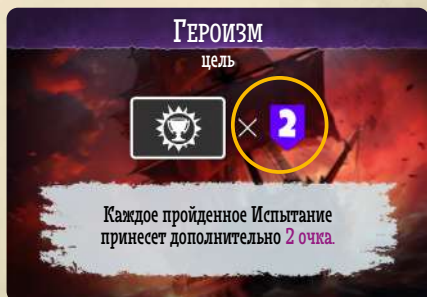 Героизм
цель
× 2
Каждое пройденное Испытание
принесет дополнительно 2 очка.